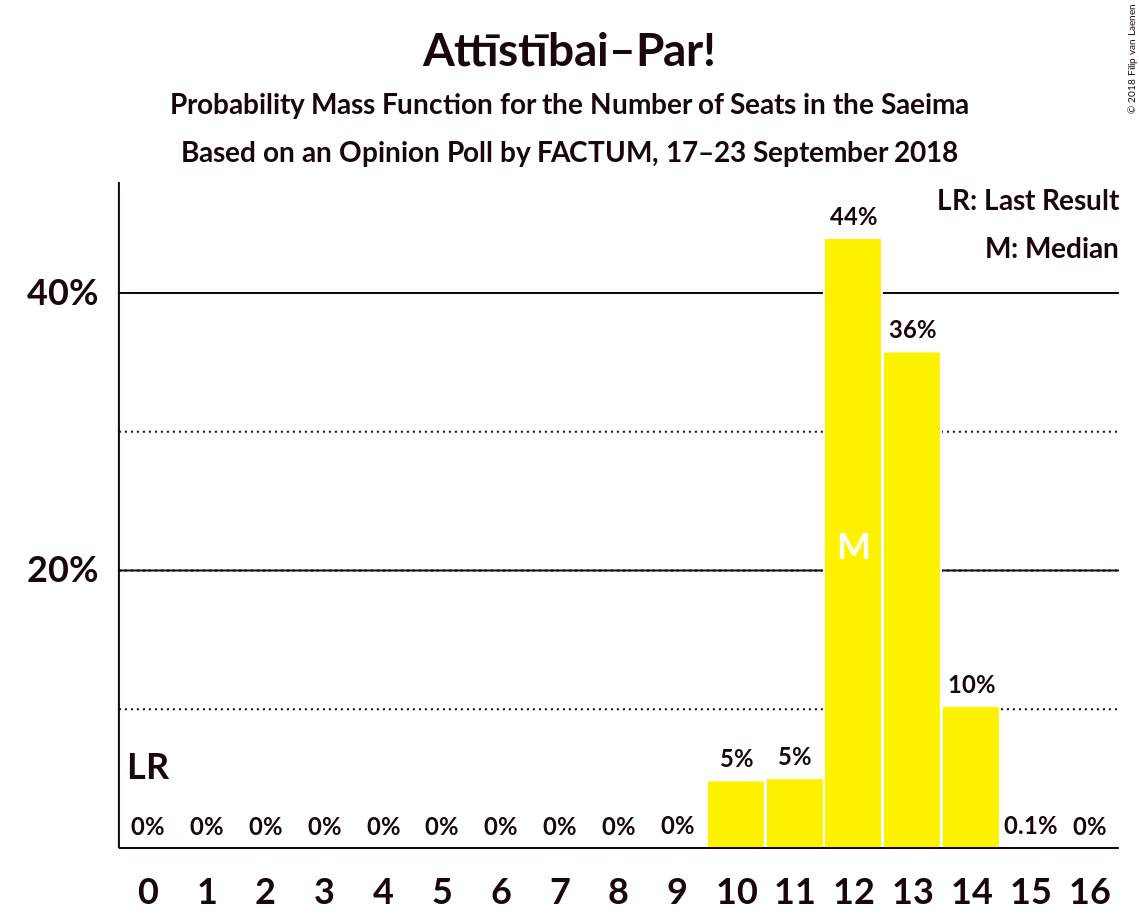 Attīstībai–Par!
Probability Mass Function for the Number of Seats in the Saeima
Based on an Opinion Poll by FACTUM, 17–23 September 2018
© 2018 Filip van Laenen
LR: Last Result
M: Median
44%
40%
36%
M
20%
10%
LR
5% 5%
0% 0% 0% 0% 0% 0% 0% 0% 0% 0% 0.1% 0%
0 1 2 3 4 5 6 7 8 9 10 11 12 13 14 15 16